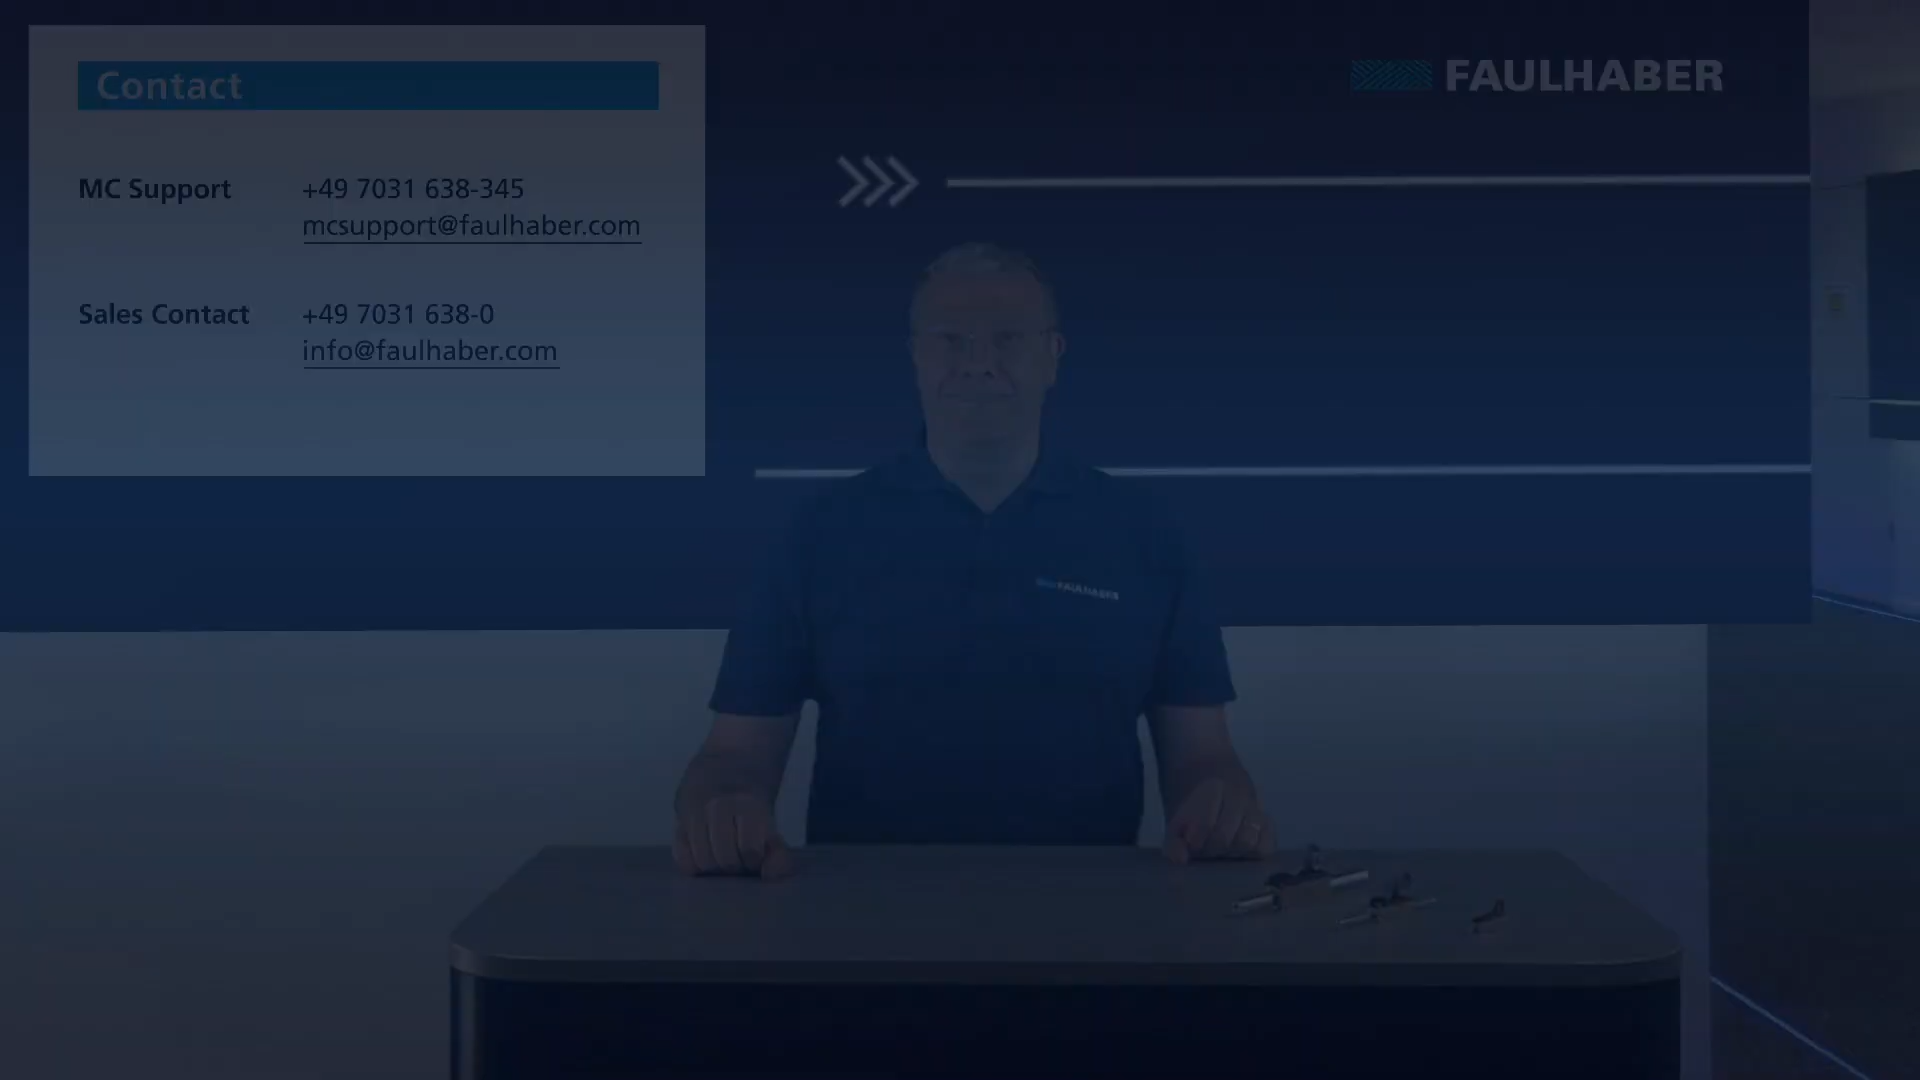 Contact
FAULHABER
MC Support +49 7031 638-345
mcsupport@faulhaber.com
Sales Contact +49 7031 638-0
info@faulhaber.com
FAULHABER